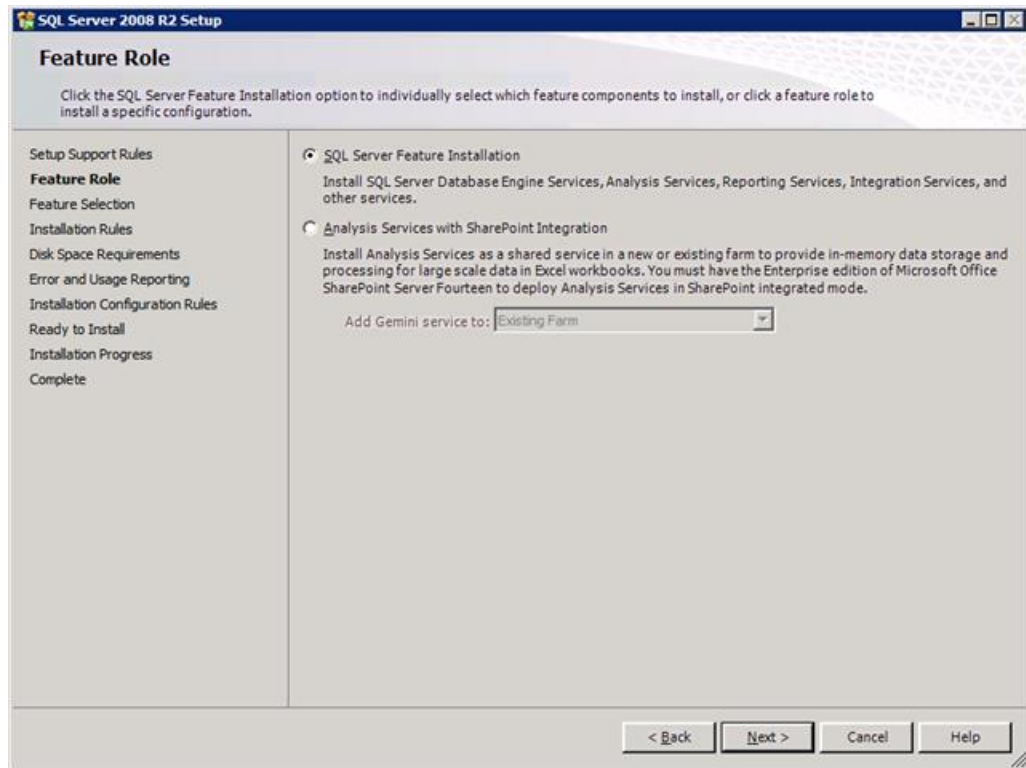 SQL Server 2008 R2 Setup
Feature Role
Click the SQL Server Feature Installation option to individually select which feature components to install, or click a feature role to
install a specific configuration.
Setup Support Rules
Feature Role
Feature Selection
Installation Rules
Disk Space Requirements
Error and Usage Reporting
Installation Configuration Rules
Ready to Install
Installation Progress
Complete
SQL Server Feature Installation
Install SQL Server Database Engine Services, Analysis Services, Reporting Services, Integration Services, and
other services.
Analysis Services with SharePoint Integration
Install Analysis Services as a shared service in a new or existing farm to provide in-memory data storage and
processing for large scale data in Excel workbooks. You must have the Enterprise edition of Microsoft Office
SharePoint Server Fourteen to deploy Analysis Services in SharePoint integrated mode.
Add Gemini service to: Existing Farm
< Back Next > Cancel Help